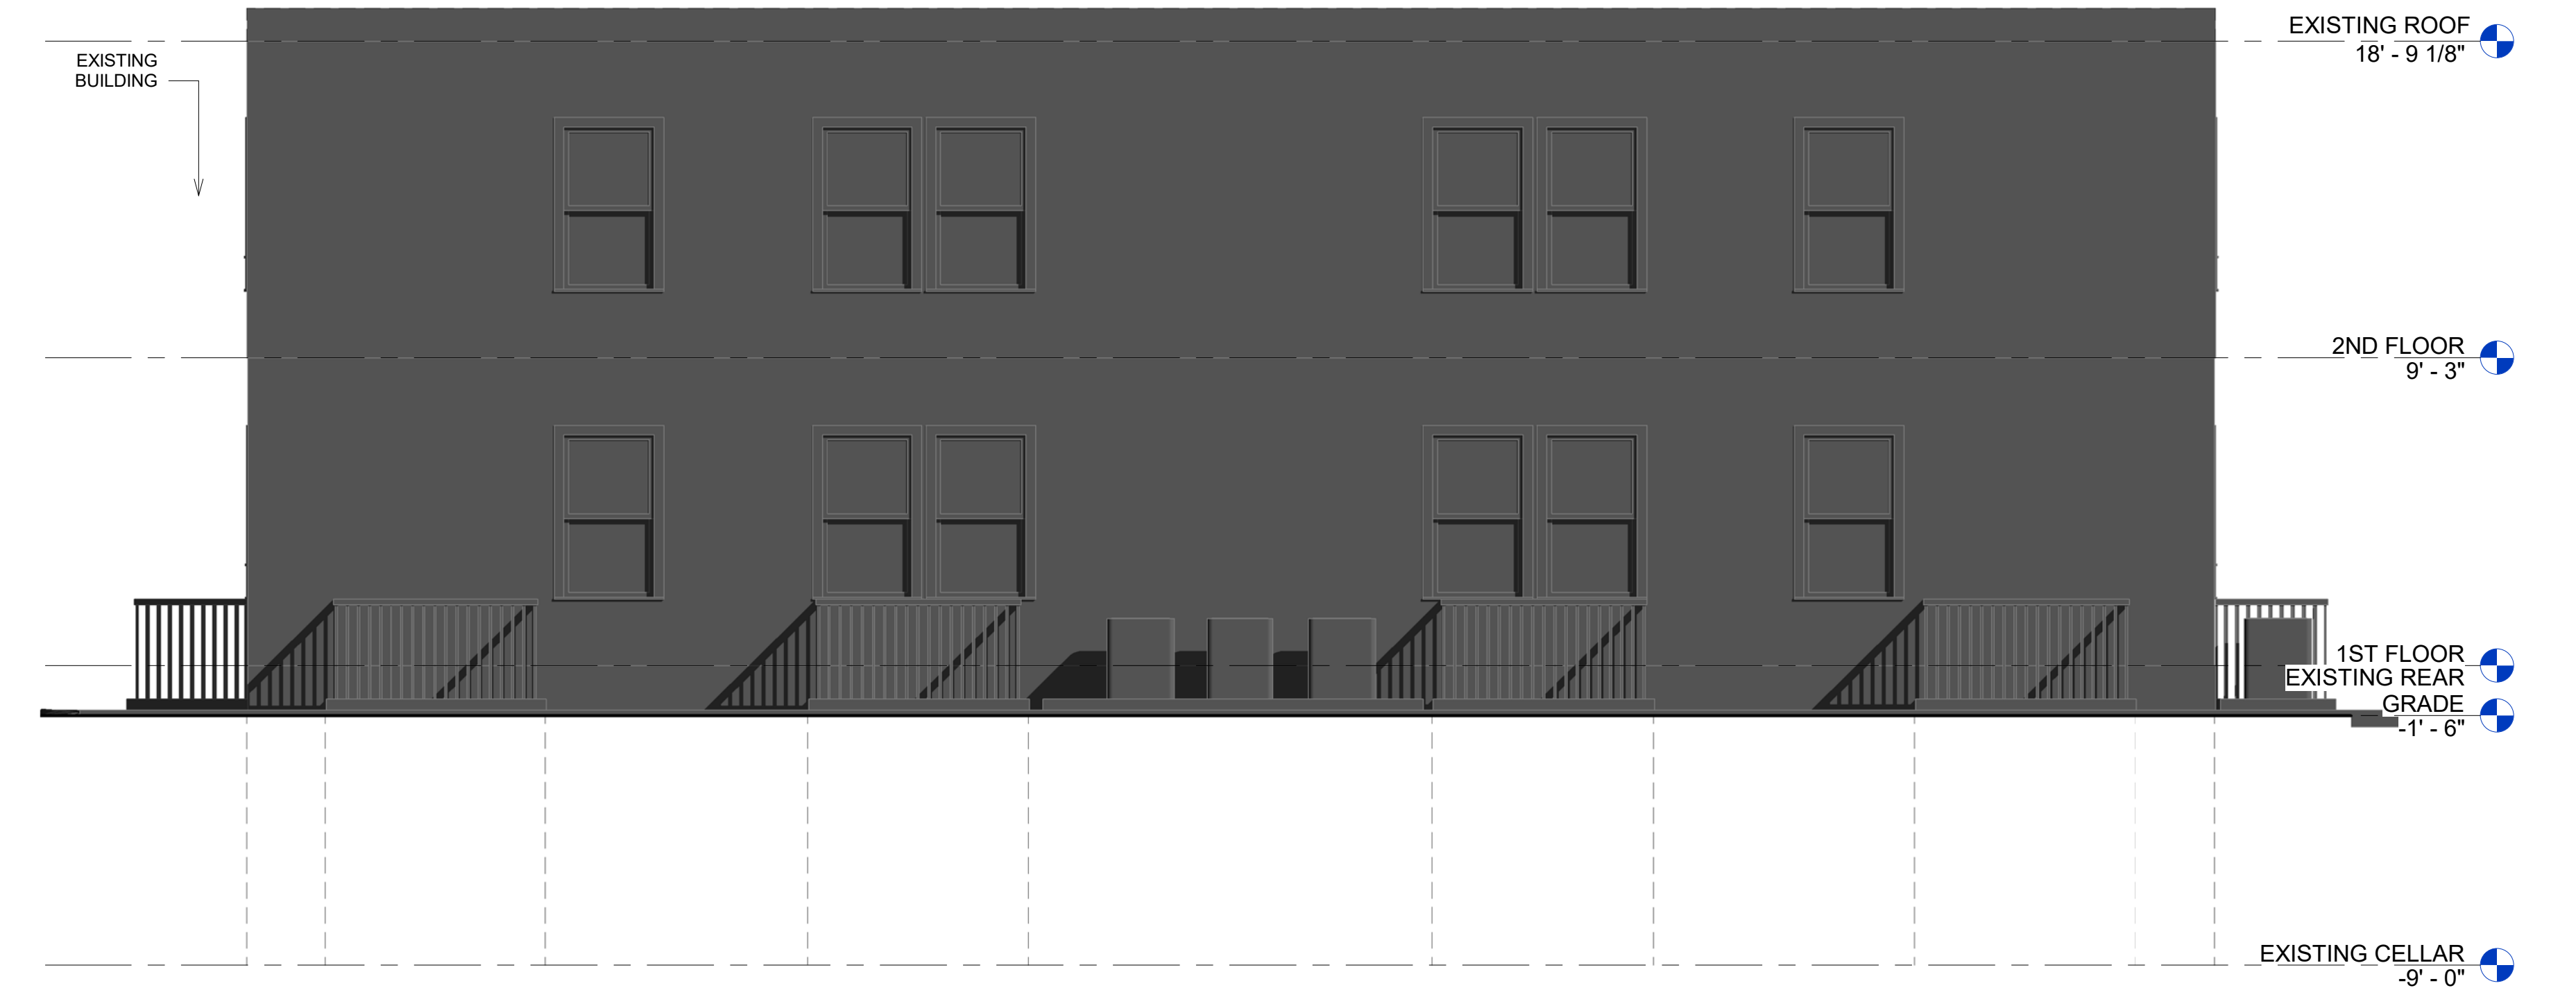 EXISTING ROOF
18' - 9 1/8"
EXISTING
BUILDING
2ND FLOOR
9' - 3"
1ST FLOOR
EXISTING REAR
GRADE
-1' - 6"
EXISTING CELLAR
-9' - 0"